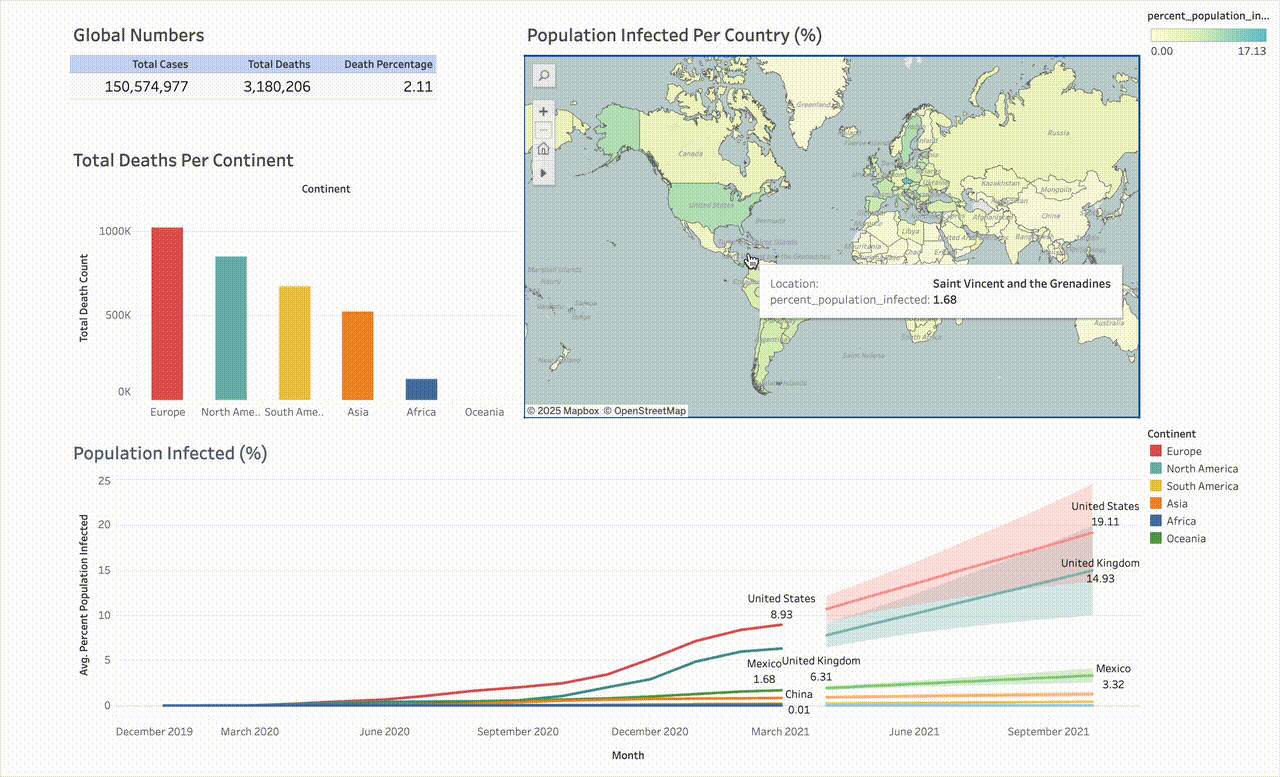 Global Numbers
Total Cases Total Deaths Death Percentage
150,574,977 3,180,206 2.11
Population Infected Per Country (%)
percent_population_in...
0.00 17.13
Greenland
Russia
Canada
Kazakhstan
Mongolia
United States
China
Bermuda
Libya
Mauritania
Marshall Islands
Samoa
Tonga
Argentina
South Africa
Australia
Saint Helena
Location: Saint Vincent and the Grenadines
percent_population_infected: 1.68
© 2025 Mapbox © OpenStreetMap
Total Deaths Per Continent
Continent
Total Death Count
1000K
500K
0K
Europe North Ame.. South Ame.. Asia Africa Oceania
Population Infected (%)
Avg. Percent Population Infected
25
20
15
10
5
0
United States
8.93
United Kingdom
6.31
Mexico
1.68
China
0.01
United States
19.11
United Kingdom
14.93
Mexico
3.32
December 2019 March 2020 June 2020 September 2020 December 2020 March 2021 June 2021 September 2021
Month
Continent
Europe
North America
South America
Asia
Africa
Oceania